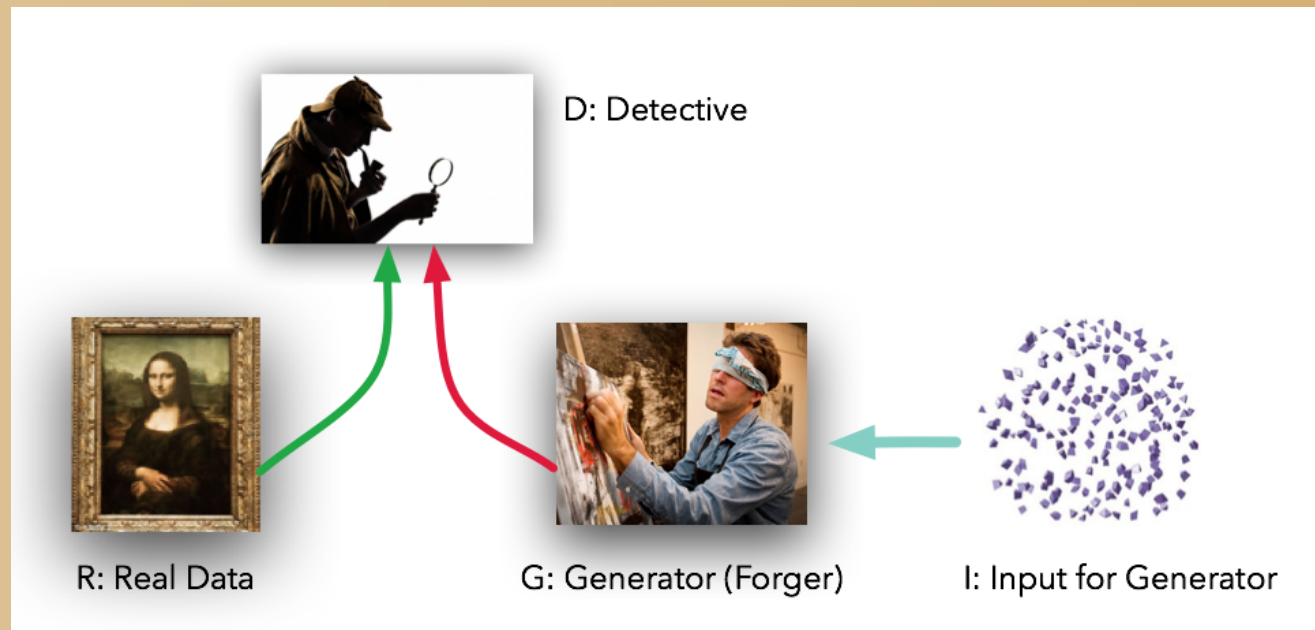 D: Detective
R: Real Data
G: Generator (Forger)
I: Input for Generator